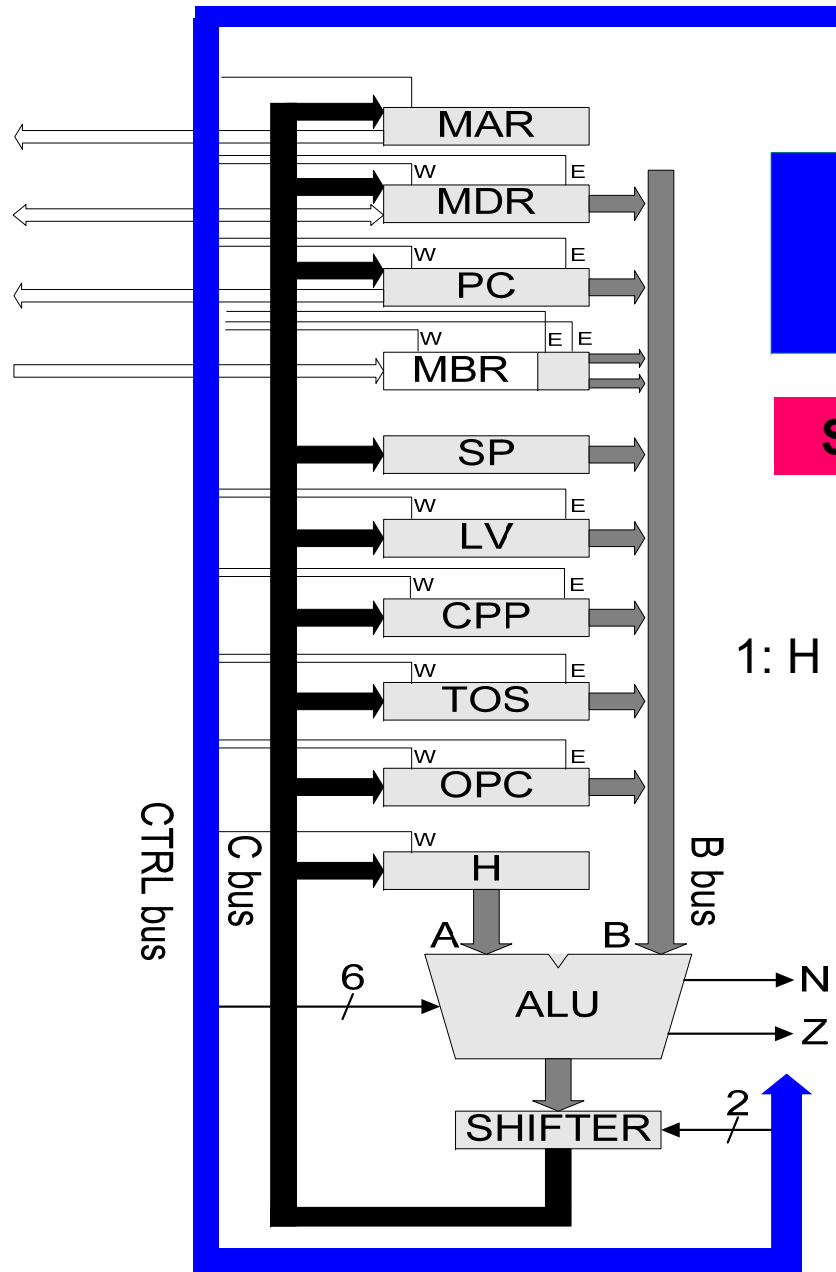 MAR
W E
MDR
W E
PC
W E E
MBR
SP
W E
LV
W E
CPP
W E
TOS
W E
OPC
W
H
A B
ALU
6
N
Z
SHIFTER
2
CTRL bus
C bus
B bus
S
1: H